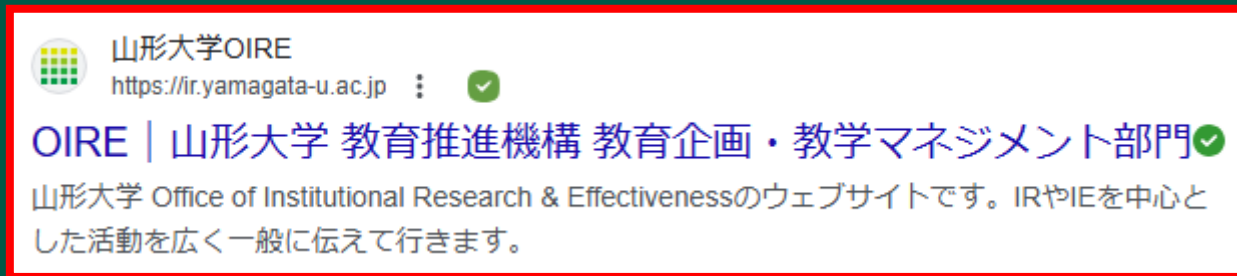 山形大学OIRE
https://ir.yamagata-u.ac.jp
OIRE｜山形大学 教育推進機構 教育企画・教学マネジメント部門
山形大学 Office of Institutional Research & Effectivenessのウェブサイトです。IRやIEを中心と
した活動を広く一般に伝えて行きます。